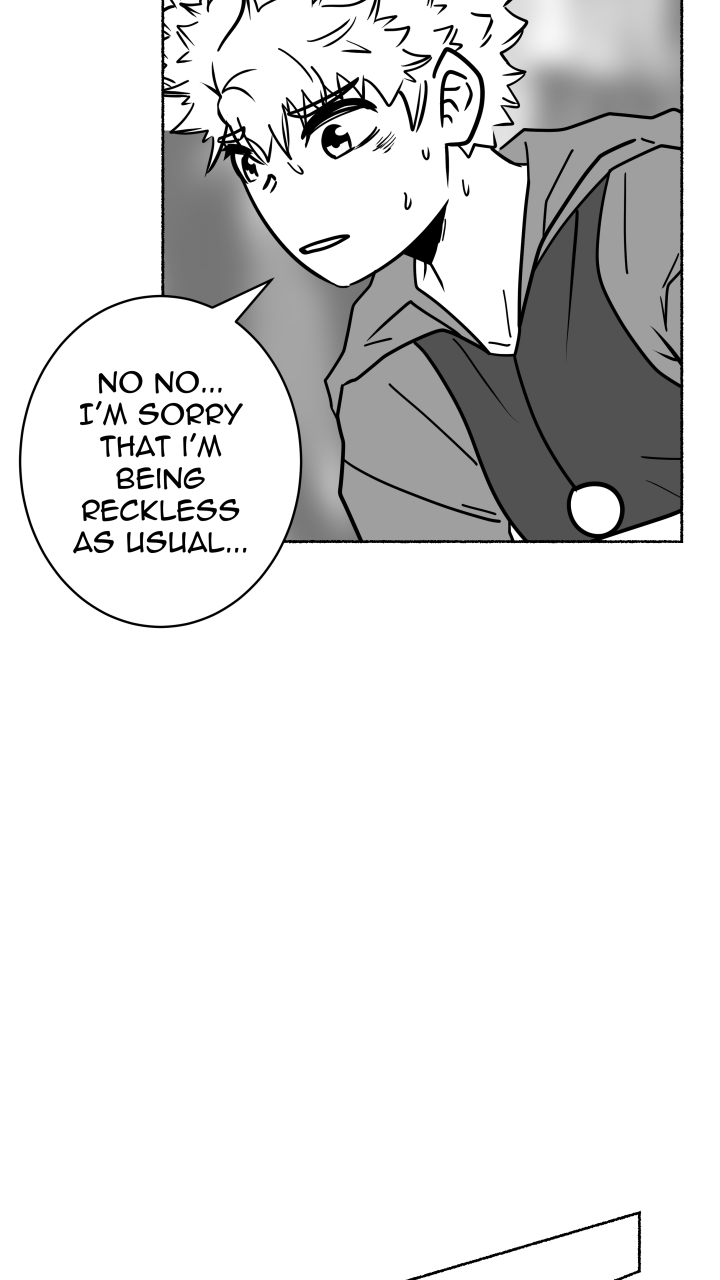 NO NO...
I'M SORRY
THAT I'M
BEING
RECKLESS
AS USUAL...